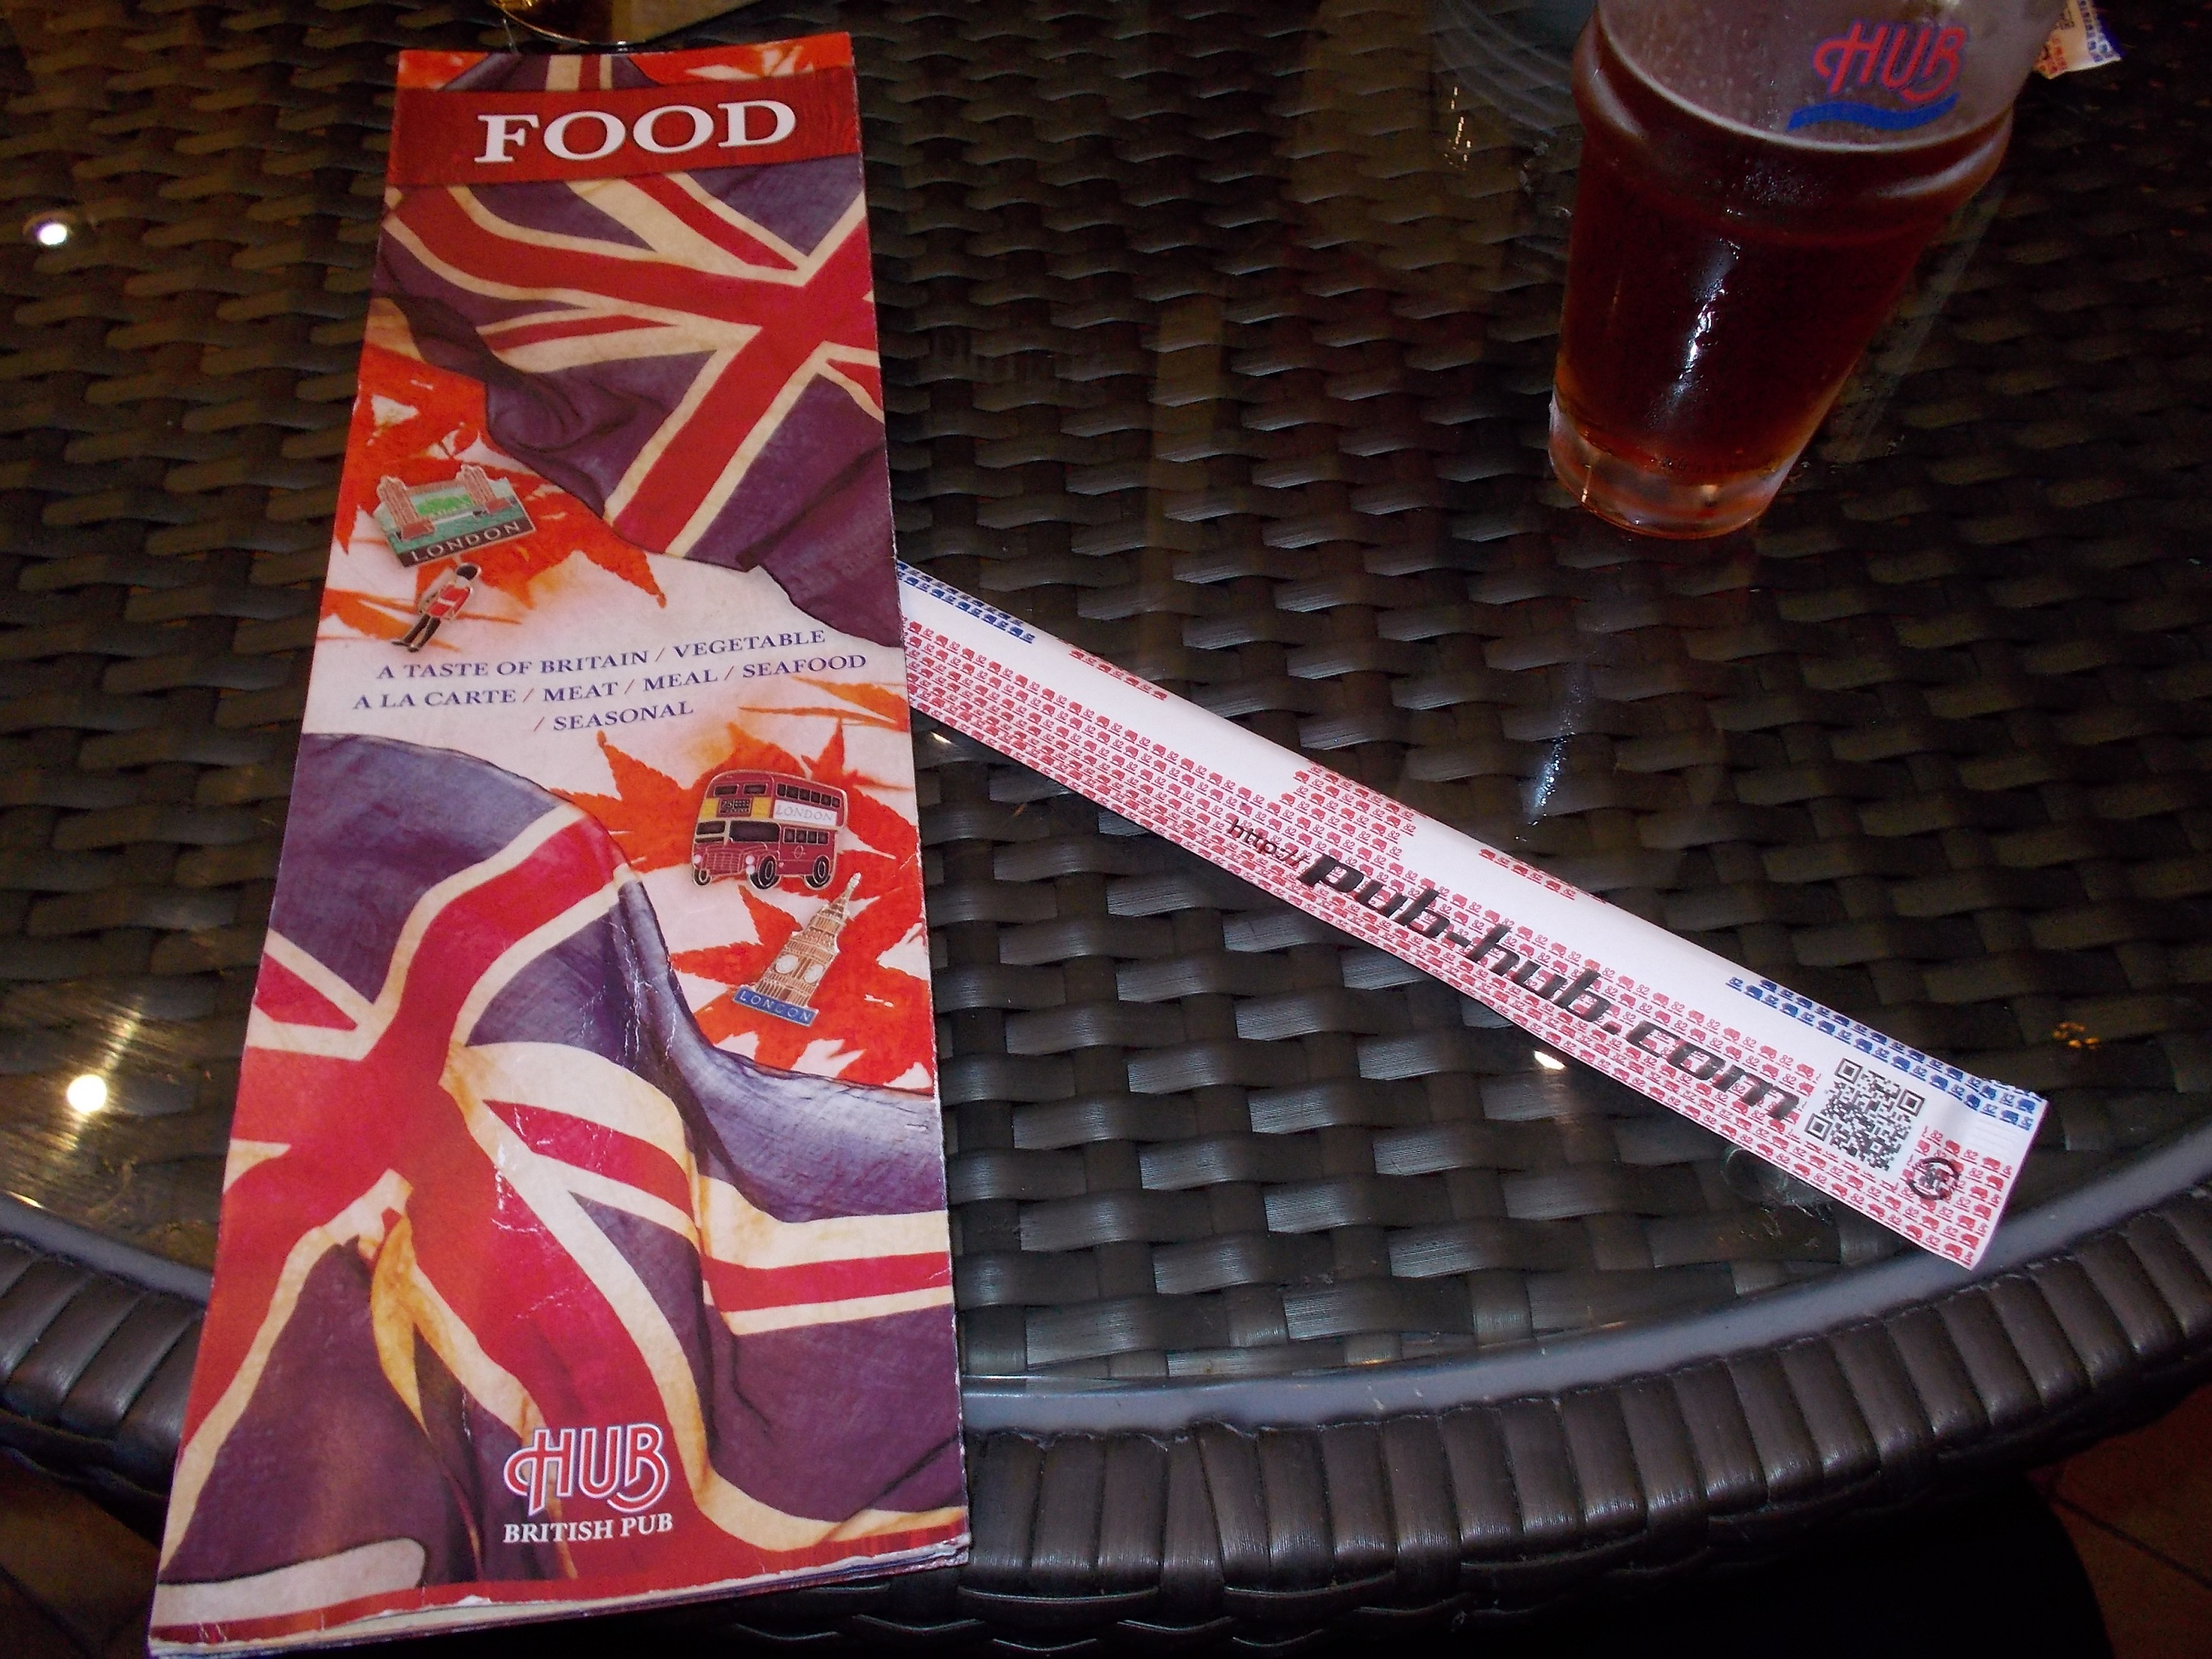 FOOD
LONDON
A TASTE OF BRITAIN / VEGETABLE
A LA CARTE / MEAT / MEAL / SEAFOOD
/ SEASONAL
LONDON
LONDON
HUB
BRITISH PUB
HUB
http://pub-hub.com